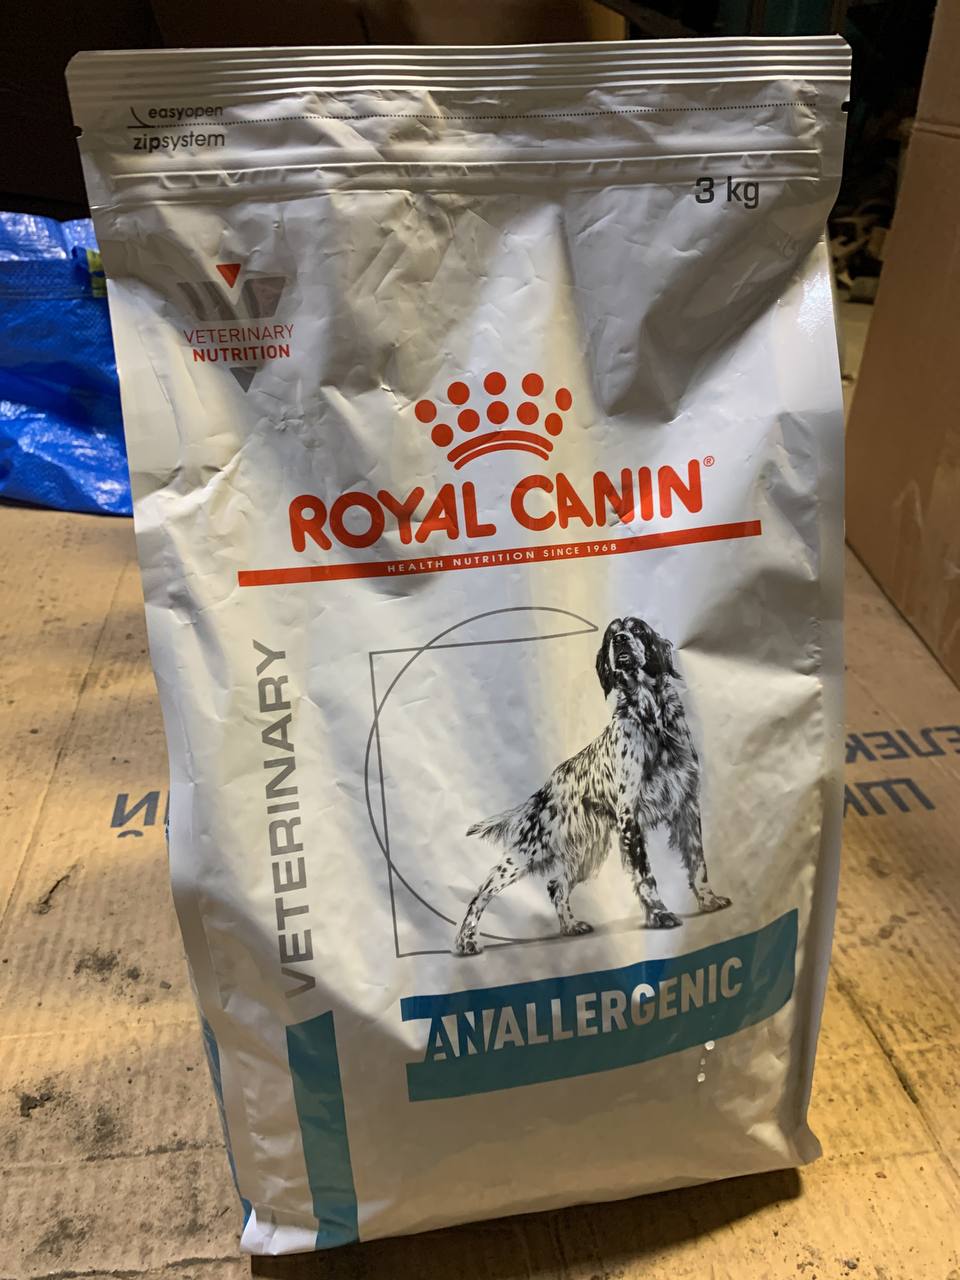 easyopen
zipsystem
3 kg
VETERINARY
NUTRITION
ROYAL CANIN®
HEALTH NUTRITION SINCE 1968
VETERINARY
ANALLERGENIC